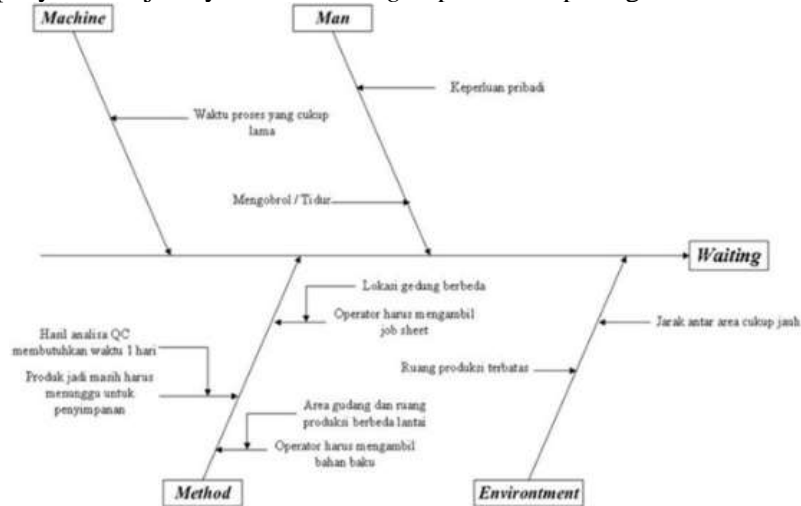 Machine
Man
Keperluan pribadi
Waktu proses yang cukup
lama
Mengobrol / Tidur
Waiting
Lokasi gedung berbeda
Operator harus mengambil
job sheet
Jarak antar area cukup jauh
Hasil analisa QC
membutuhkan waktu 1 hari
Ruang produksi terbatas
Produk jadi masih harus
menunggu untuk
penyimpanan
Area gudang dan ruang
produksi berbeda lantai
Operator harus mengambil
bahan baku
Method
Environtment